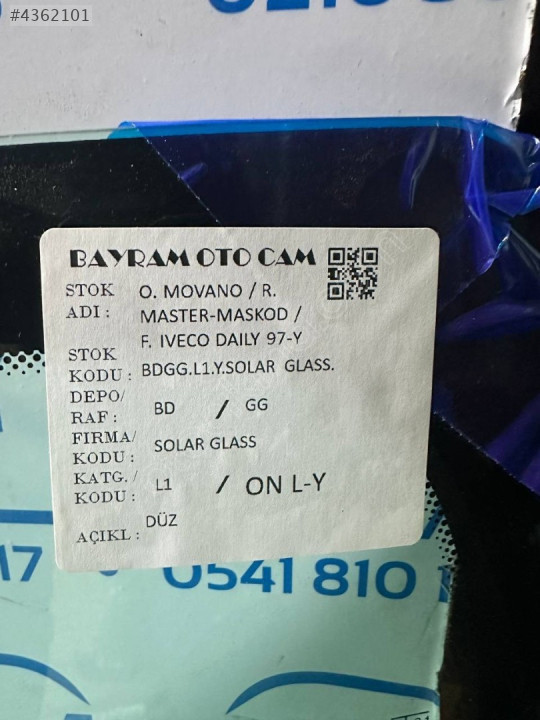 #4362101
BAYRAM OTO CAM
STOK ADI : O. MOVANO / R.
MASTER-MASKOD /
F. IVECO DAILY 97-Y
STOK KODU : BDGG.L1.Y.SOLAR GLASS.
DEPO/ RAF : BD / GG
FIRMA/ KODU : SOLAR GLASS
KATG. / KODU : L1 / ON L-Y
AÇIKL : DÜZ
17 0541 810